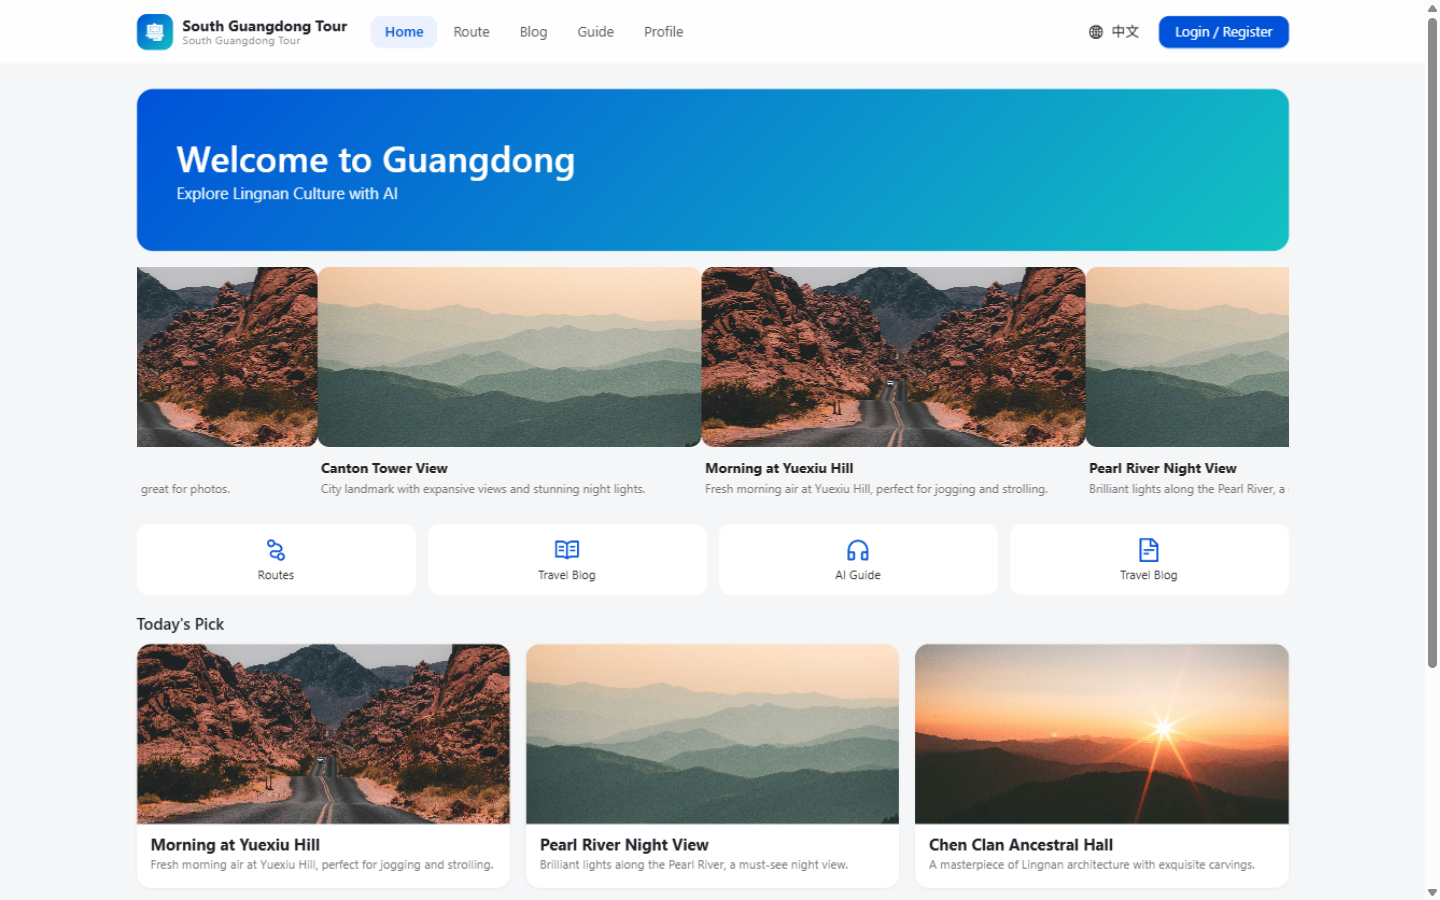 South Guangdong Tour
South Guangdong Tour
Home
Route
Blog
Guide
Profile
中文
Login / Register
Welcome to Guangdong
Explore Lingnan Culture with AI
great for photos.
Canton Tower View
City landmark with expansive views and stunning night lights.
Morning at Yuexiu Hill
Fresh morning air at Yuexiu Hill, perfect for jogging and strolling.
Pearl River Night View
Brilliant lights along the Pearl River, a
Routes
Travel Blog
AI Guide
Travel Blog
Today's Pick
Morning at Yuexiu Hill
Fresh morning air at Yuexiu Hill, perfect for jogging and strolling.
Pearl River Night View
Brilliant lights along the Pearl River, a must-see night view.
Chen Clan Ancestral Hall
A masterpiece of Lingnan architecture with exquisite carvings.